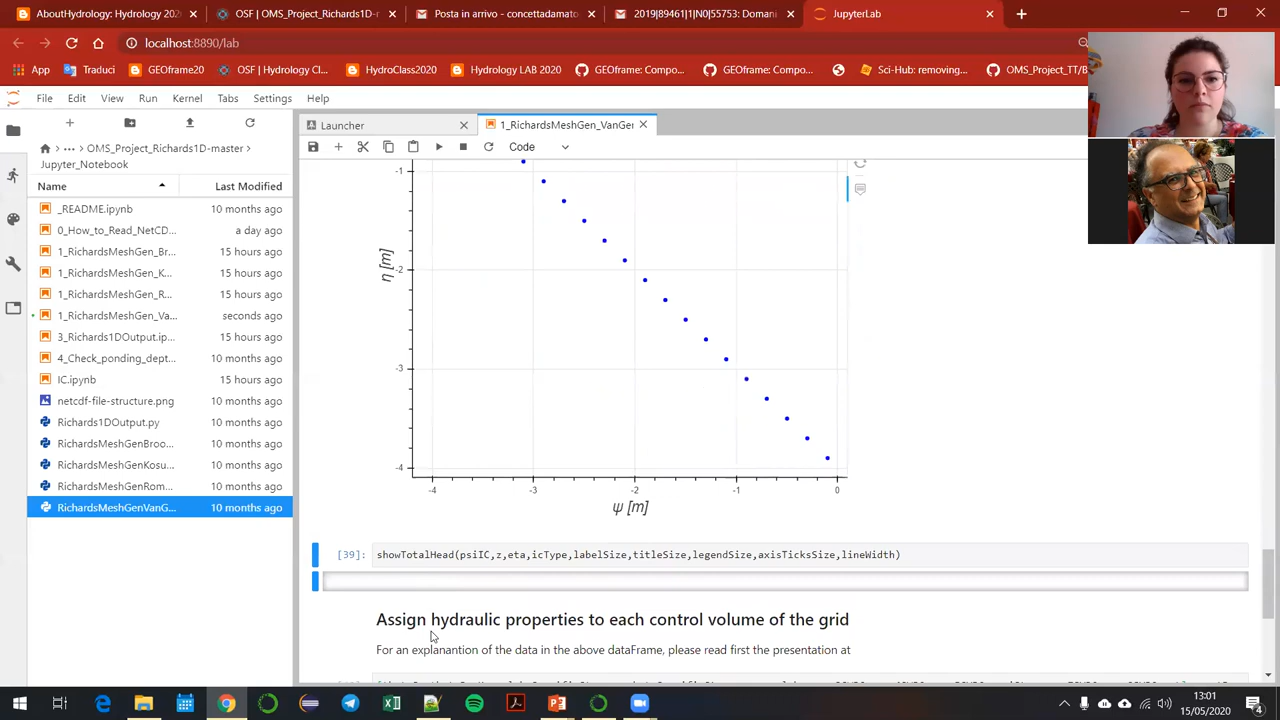 AboutHydrology: Hydrology 202
OSF | OMS_Project_Richards1D-m
Posta in arrivo - concettadamato
2019|89461|1|N0|55753: Domani
JupyterLab
localhost:8890/lab
App
Traduci
GEOframe20
OSF | Hydrology Cl...
HydroClass2020
Hydrology LAB 2020
GEOframe: Compo...
GEOframe: Compo...
Sci-Hub: removing...
OMS_Project_TT/B
File Edit View Run Kernel Tabs Settings Help
Launcher
1_RichardsMeshGen_VanGer
Code
··· > OMS_Project_Richards1D-master >
Jupyter_Notebook
Name Last Modified
_README.ipynb 10 months ago
0_How_to_Read_NetCD... a day ago
1_RichardsMeshGen_Br... 15 hours ago
1_RichardsMeshGen_K... 15 hours ago
1_RichardsMeshGen_R... 15 hours ago
1_RichardsMeshGen_Va... seconds ago
3_Richards1DOutput.ip... 15 hours ago
4_Check_ponding_dept... 10 months ago
IC.ipynb 15 hours ago
netcdf-file-structure.png 10 months ago
Richards1DOutput.py 10 months ago
RichardsMeshGenBroo... 10 months ago
RichardsMeshGenKosu... 10 months ago
RichardsMeshGenRom... 10 months ago
RichardsMeshGenVanG... 10 months ago
-1
-2
-3
-4
η [m]
-4 -3 -2 -1 0
ψ [m]
[39]: showTotalHead(psiIC,z,eta,icType,labelSize,titleSize,legendSize,axisTicksSize,lineWidth)
Assign hydraulic properties to each control volume of the grid
For an explanantion of the data in the above dataFrame, please read first the presentation at
13:01
15/05/2020
4